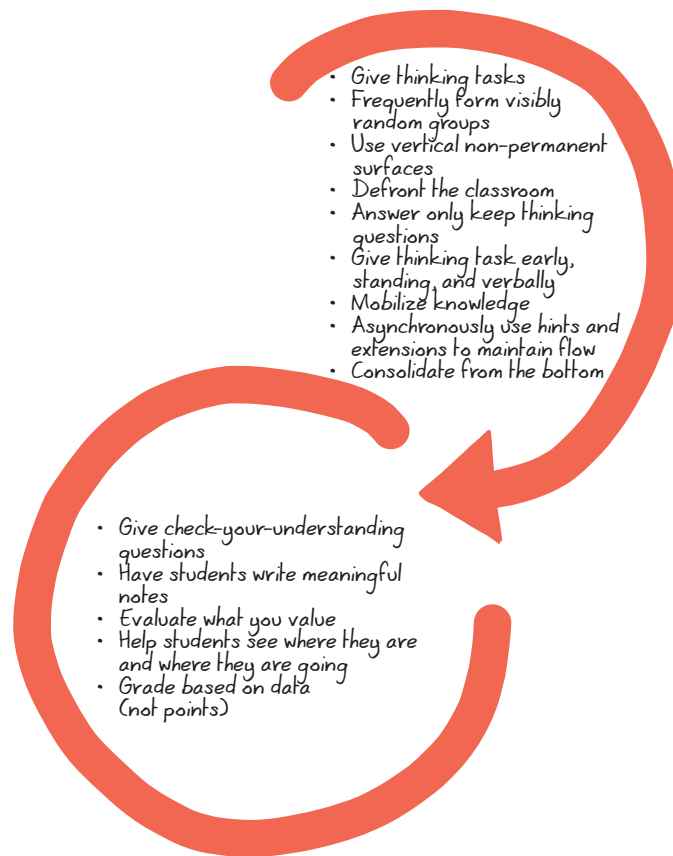 • Give thinking tasks
• Frequently form visibly
random groups
• Use vertical non-permanent
surfaces
• Defront the classroom
• Answer only keep thinking
questions
• Give thinking task early,
standing, and verbally
• Mobilize knowledge
• Asynchronously use hints and
extensions to maintain flow
• Consolidate from the bottom
• Give check-your-understanding
questions
• Have students write meaningful
notes
• Evaluate what you value
• Help students see where they are
and where they are going
• Grade based on data
(not points)